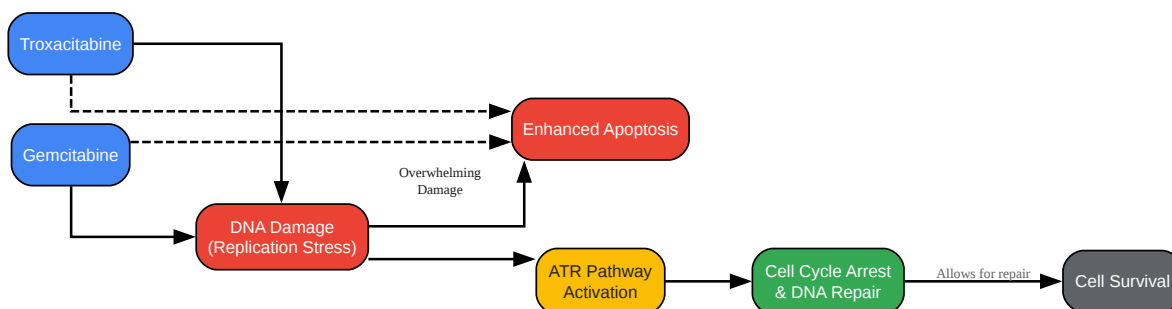 Troxacitabine
Enhanced Apoptosis
Gemcitabine
Overwhelming
Damage
DNA Damage
(Replication Stress)
ATR Pathway
Activation
Cell Cycle Arrest
& DNA Repair
Allows for repair
Cell Survival